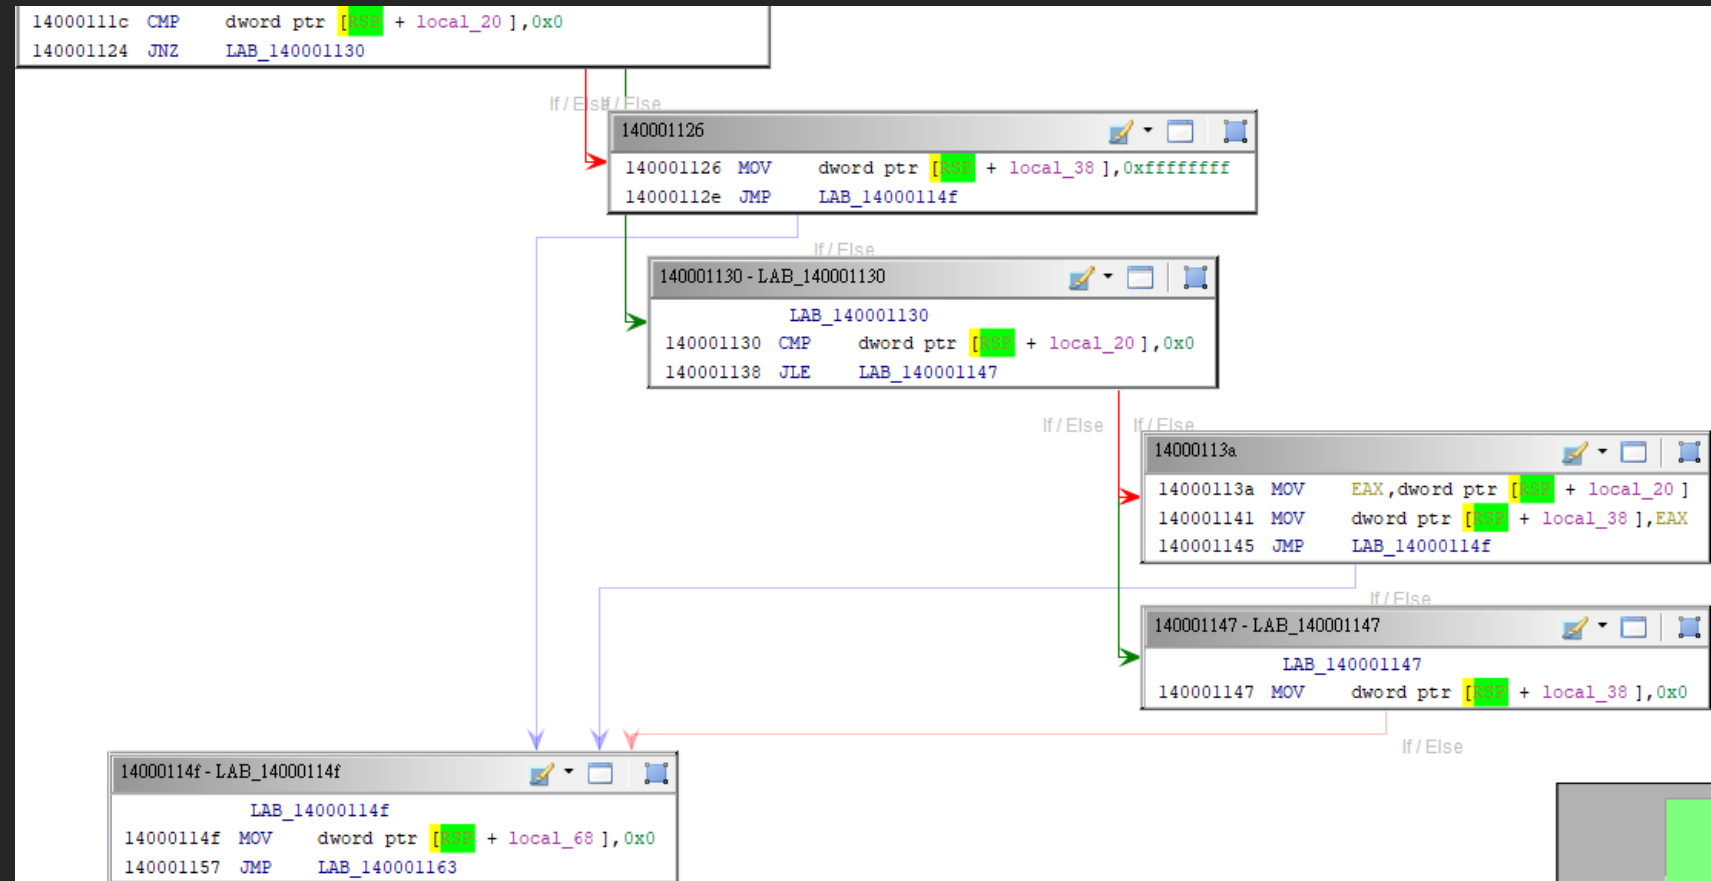 14000111c CMP dword ptr [RSP + local_20 ],0x0
140001124 JNZ LAB_140001130
If / Else If / Else
140001126
140001126 MOV dword ptr [RSP + local_38 ],0xffffffff
14000112e JMP LAB_14000114f
If / Else
140001130 - LAB_140001130
LAB_140001130
140001130 CMP dword ptr [RSP + local_20 ],0x0
140001138 JLE LAB_140001147
If / Else If / Else
14000113a
14000113a MOV EAX,dword ptr [RSP + local_20 ]
140001141 MOV dword ptr [RSP + local_38 ],EAX
140001145 JMP LAB_14000114f
If / Else
140001147 - LAB_140001147
LAB_140001147
140001147 MOV dword ptr [RSP + local_38 ],0x0
If / Else
14000114f - LAB_14000114f
LAB_14000114f
14000114f MOV dword ptr [RSP + local_68 ],0x0
140001157 JMP LAB_140001163